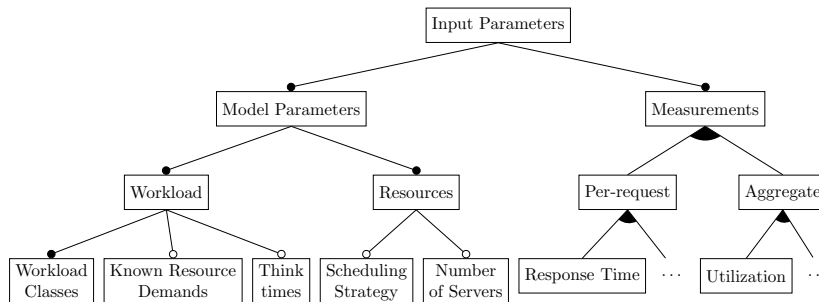 Input Parameters
Model Parameters
Measurements
Workload
Resources
Per-request
Aggregate
Workload
Classes
Known Resource
Demands
Think
times
Scheduling
Strategy
Number
of Servers
Response Time
...
Utilization
...